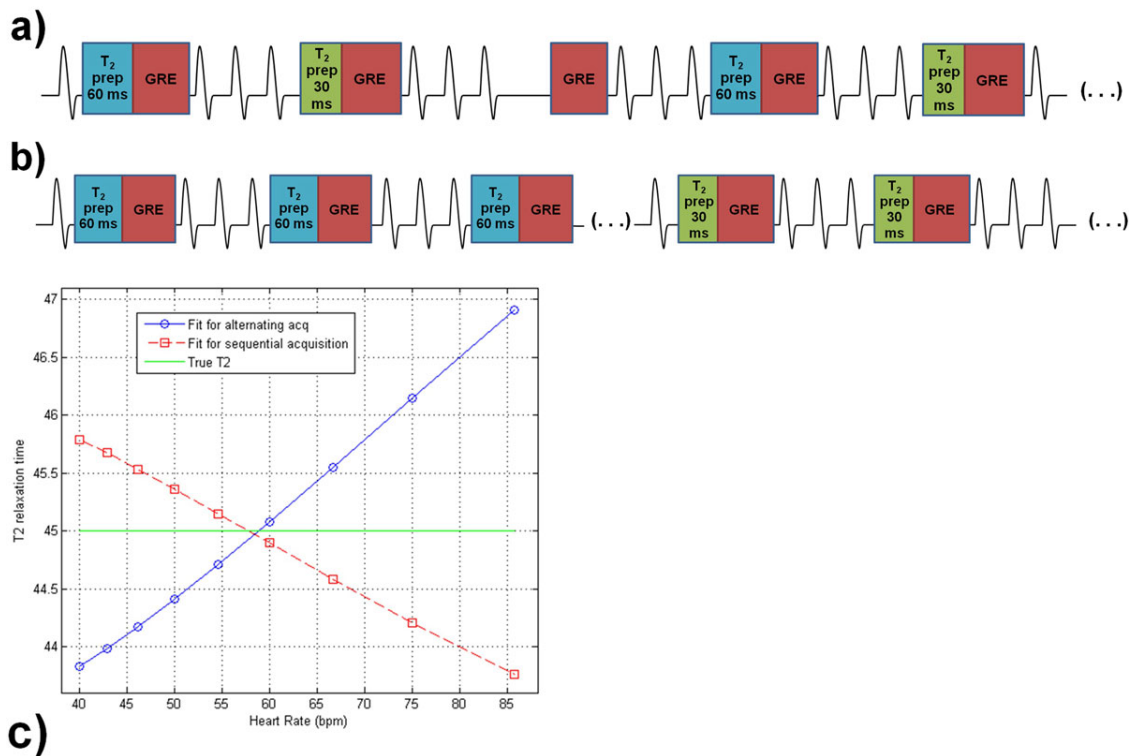 a)
T2 prep 60 ms
GRE
T2 prep 30 ms
GRE
GRE
T2 prep 60 ms
GRE
T2 prep 30 ms
GRE
(...)
b)
T2 prep 60 ms
GRE
T2 prep 60 ms
GRE
T2 prep 60 ms
GRE
(...)
T2 prep 30 ms
GRE
T2 prep 30 ms
GRE
(...)
47
46.5
46
45.5
45
44.5
44
T2 relaxation time
Fit for alternating acq
Fit for sequential acquisition
True T2
40 45 50 55 60 65 70 75 80 85
Heart Rate (bpm)
c)